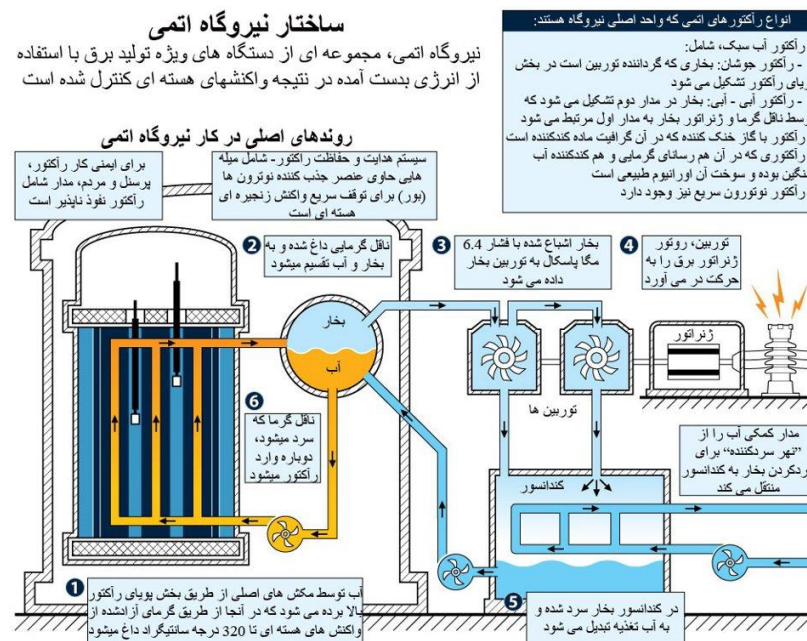 ساختار نیروگاه اتمی
نیروگاه اتمی، مجموعه ای از دستگاه های ویژه تولید برق با استفاده
از انرژی بدست آمده در نتیجه واکنشهای هسته ای کنترل شده است
انواع رآکتورهای اتمی که واحد اصلی نیروگاه هستند:
رآکتور آب سبک، شامل:
- رآکتور جوشان: بخاری که گرداننده توربین است در بخش
پویای رآکتور تشکیل می شود
- رآکتور آبی - آبی: بخار در مدار دوم تشکیل می شود که
وسط ناقل گرما و ژنراتور بخار به مدار اول مرتبط می شود
رآکتور با گاز خنک کننده که در آن گرافیت ماده کندکننده است
رآکتوری که در آن هم رسانای گرمایی و هم کندکننده آب
سنگین بوده و سوخت آن اورانیوم طبیعی است
رآکتور نوترون سریع نیز وجود دارد
روندهای اصلی در کار نیروگاه اتمی
سیستم هدایت و حفاظت راکتور- شامل میله
هایی حاوی عنصر جذب کننده نوترون ها
(بور) برای توقف سریع واکنش زنجیره ای
هسته ای است
برای ایمنی کار رآکتور،
پرسنل و مردم، مدار شامل
رآکتور نفوذ ناپذیر است
2
ناقل گرمایی داغ شده و به
بخار و آب تقسیم میشود
3
بخار اشباع شده با فشار 6.4
مگا پاسکال به توربین بخار
داده می شود
4
توربین، روتور
ژنراتور برق را به
حرکت در می آورد
بخار
آب
ژنراتور
توربین ها
6
ناقل گرما که
سرد میشود،
دوباره وارد
رآکتور میشود
مدار کمکی آب را از
"نهر سردکننده" برای
سردکردن بخار به کندانسور
منتقل می کند
کندانسور
1
آب توسط مکش های اصلی از طریق بخش پویای رآکتور
بالا برده می شود که در آنجا از طریق گرمای آزادشده از
واکنش های هسته ای تا 320 درجه سانتیگراد داغ میشود
5
در کندانسور بخار سرد شده و
به آب تغذیه تبدیل می شود